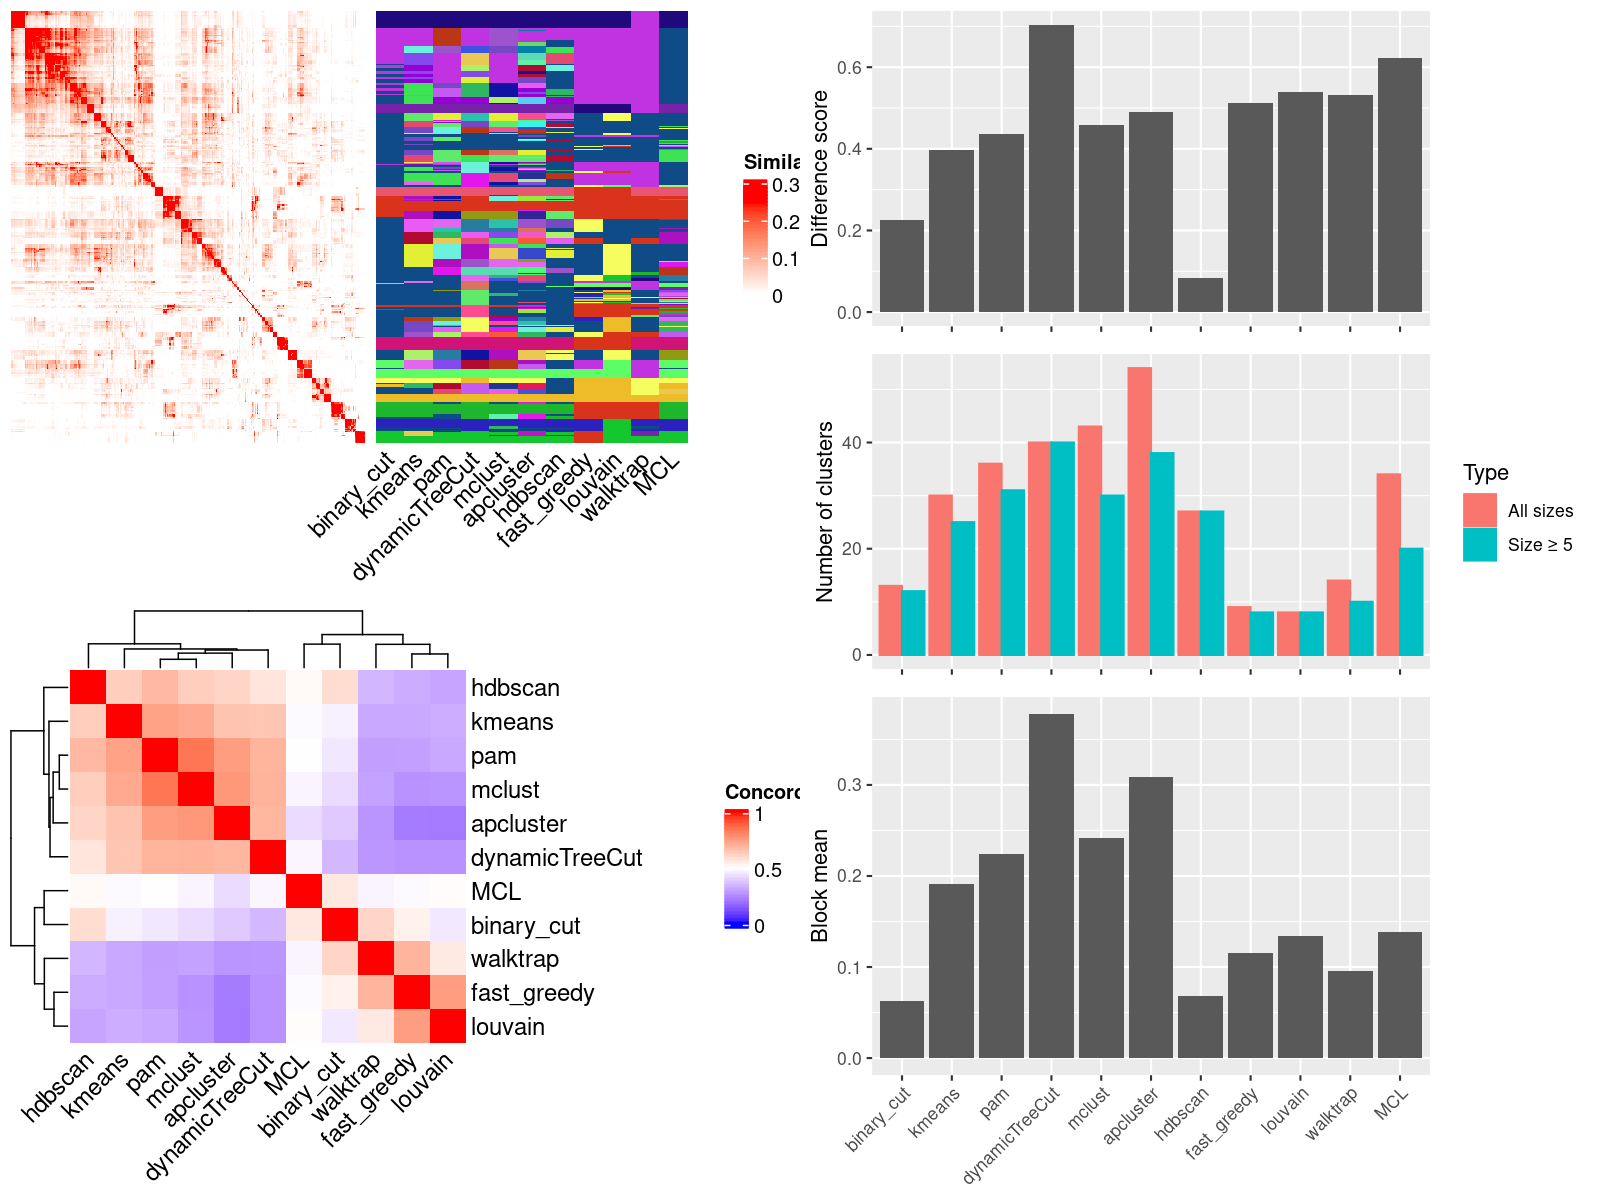 Simila
0.3
0.2
0.1
0
binary_cut
kmeans
pam
dynamicTreeCut
mclust
apcluster
hdbscan
fast_greedy
louvain
walktrap
MCL
hdbscan
kmeans
pam
mclust
apcluster
dynamicTreeCut
MCL
binary_cut
walktrap
fast_greedy
louvain
Concord
1
0.5
0
hdbscan
kmeans
pam
mclust
apcluster
dynamicTreeCut
MCL
binary_cut
walktrap
fast_greedy
louvain
Difference score
0.6
0.4
0.2
0.0
Number of clusters
40
20
0
Type
All sizes
Size ≥ 5
Block mean
0.3
0.2
0.1
0.0
binary_cut
kmeans
pam
dynamicTreeCut
mclust
apcluster
hdbscan
fast_greedy
louvain
walktrap
MCL